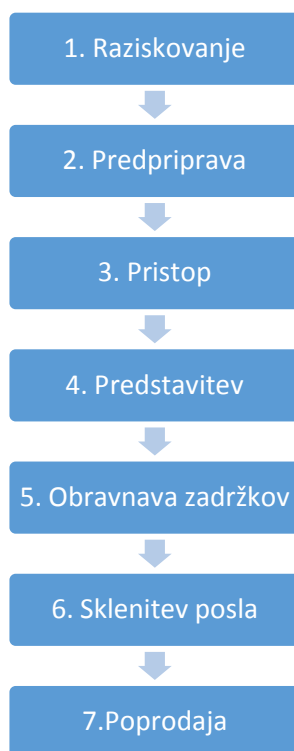 1. Raziskovanje
2. Predpriprava
3. Pristop
4. Predstavitev
5. Obravnava zadržkov
6. Sklenitev posla
7.Poprodaja